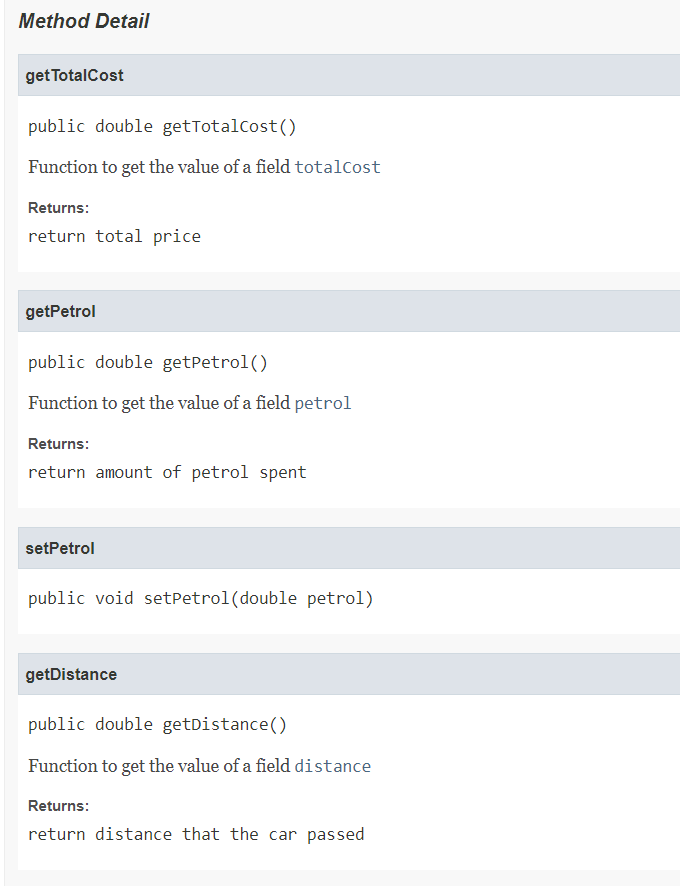 Method Detail
getTotalCost
public double getTotalCost()
Function to get the value of a field totalCost
Returns:
return total price
getPetrol
public double getPetrol()
Function to get the value of a field petrol
Returns:
return amount of petrol spent
setPetrol
public void setPetrol(double petrol)
getDistance
public double getDistance()
Function to get the value of a field distance
Returns:
return distance that the car passed